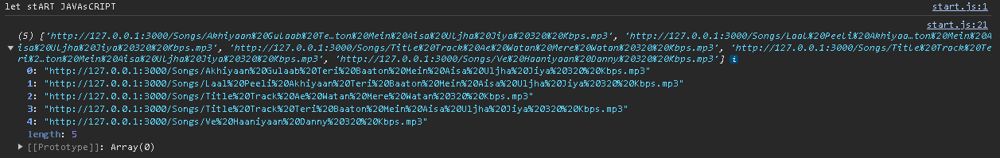 let stART JAVAsCRIPT start.js:1
start.js:21
(5) ['http://127.0.0.1:3000/Songs/Akhiyaan%20Gulaab%20Te…ton%20Mein%20Aisa%20Uljha%20Jiya%20320%20Kbps.mp3', 'http://127.0.0.1:3000/Songs/Laal%20Peeli%20Akhiyaa…ton%20Mein%20A
isa%20Uljha%20Jiya%20320%20Kbps.mp3', 'http://127.0.0.1:3000/Songs/Title%20Track%20Ae%20Watan%20Mere%20Watan%20320%20Kbps.mp3', 'http://127.0.0.1:3000/Songs/Title%20Track%20Te
ri%2…ton%20Mein%20Aisa%20Uljha%20Jiya%20320%20Kbps.mp3', 'http://127.0.0.1:3000/Songs/Ve%20Haaniyaan%20Danny%20320%20Kbps.mp3'] i
0: "http://127.0.0.1:3000/Songs/Akhiyaan%20Gulaab%20Teri%20Baaton%20Mein%20Aisa%20Uljha%20Jiya%20320%20Kbps.mp3"
1: "http://127.0.0.1:3000/Songs/Laal%20Peeli%20Akhiyaan%20Teri%20Baaton%20Mein%20Aisa%20Uljha%20Jiya%20320%20Kbps.mp3"
2: "http://127.0.0.1:3000/Songs/Title%20Track%20Ae%20Watan%20Mere%20Watan%20320%20Kbps.mp3"
3: "http://127.0.0.1:3000/Songs/Title%20Track%20Teri%20Baaton%20Mein%20Aisa%20Uljha%20Jiya%20320%20Kbps.mp3"
4: "http://127.0.0.1:3000/Songs/Ve%20Haaniyaan%20Danny%20320%20Kbps.mp3"
length: 5
[[Prototype]]: Array(0)